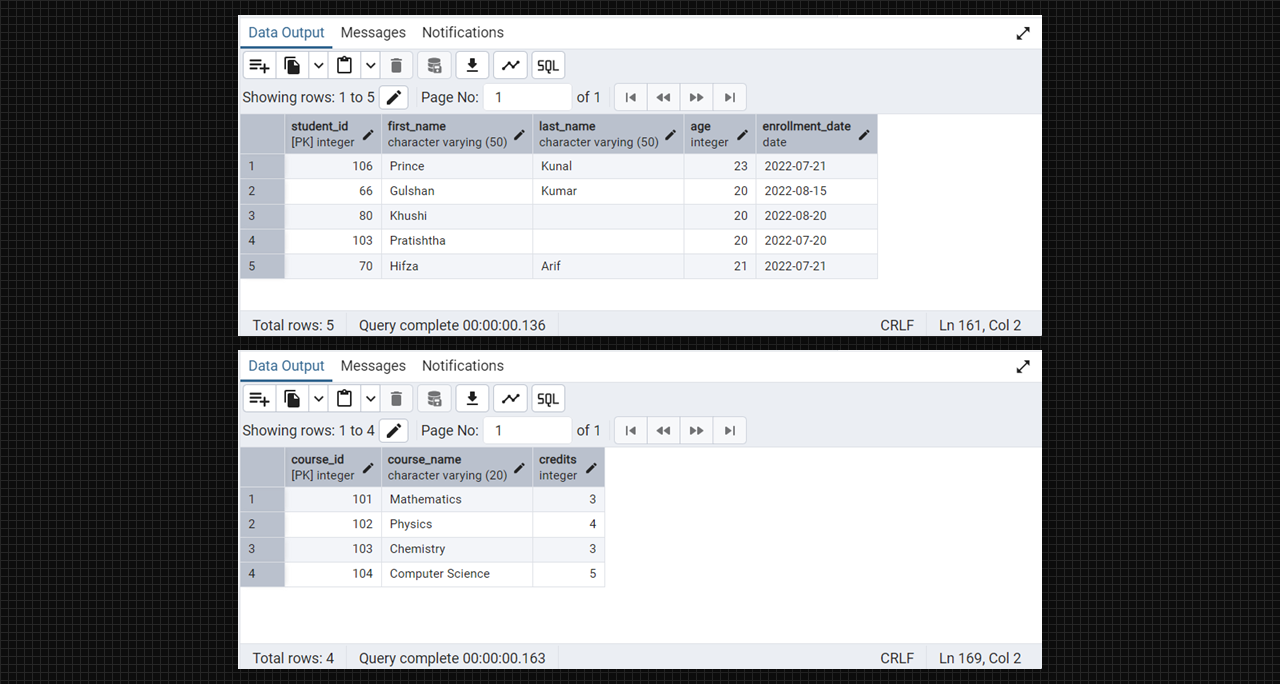 Data Output Messages Notifications
SQL
Showing rows: 1 to 5 Page No: 1 of 1
student_id first_name last_name age enrollment_date
[PK] integer character varying (50) character varying (50) integer date
1 106 Prince Kunal 23 2022-07-21
2 66 Gulshan Kumar 20 2022-08-15
3 80 Khushi 20 2022-08-20
4 103 Pratishtha 20 2022-07-20
5 70 Hifza Arif 21 2022-07-21
Total rows: 5 Query complete 00:00:00.136 CRLF Ln 161, Col 2
Data Output Messages Notifications
SQL
Showing rows: 1 to 4 Page No: 1 of 1
course_id course_name credits
[PK] integer character varying (20) integer
1 101 Mathematics 3
2 102 Physics 4
3 103 Chemistry 3
4 104 Computer Science 5
Total rows: 4 Query complete 00:00:00.163 CRLF Ln 169, Col 2